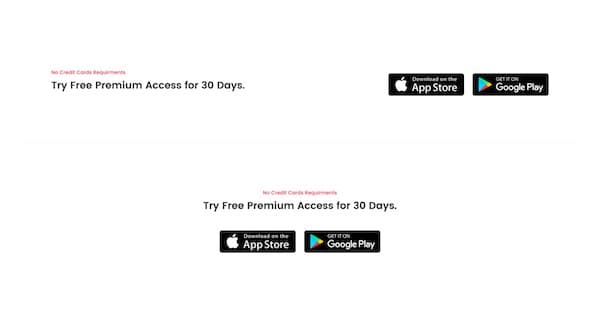 No Credit Cards Requirments
Try Free Premium Access for 30 Days.
Download on the
App Store
GET IT ON
Google Play
No Credit Cards Requirments
Try Free Premium Access for 30 Days.
Download on the
App Store
GET IT ON
Google Play